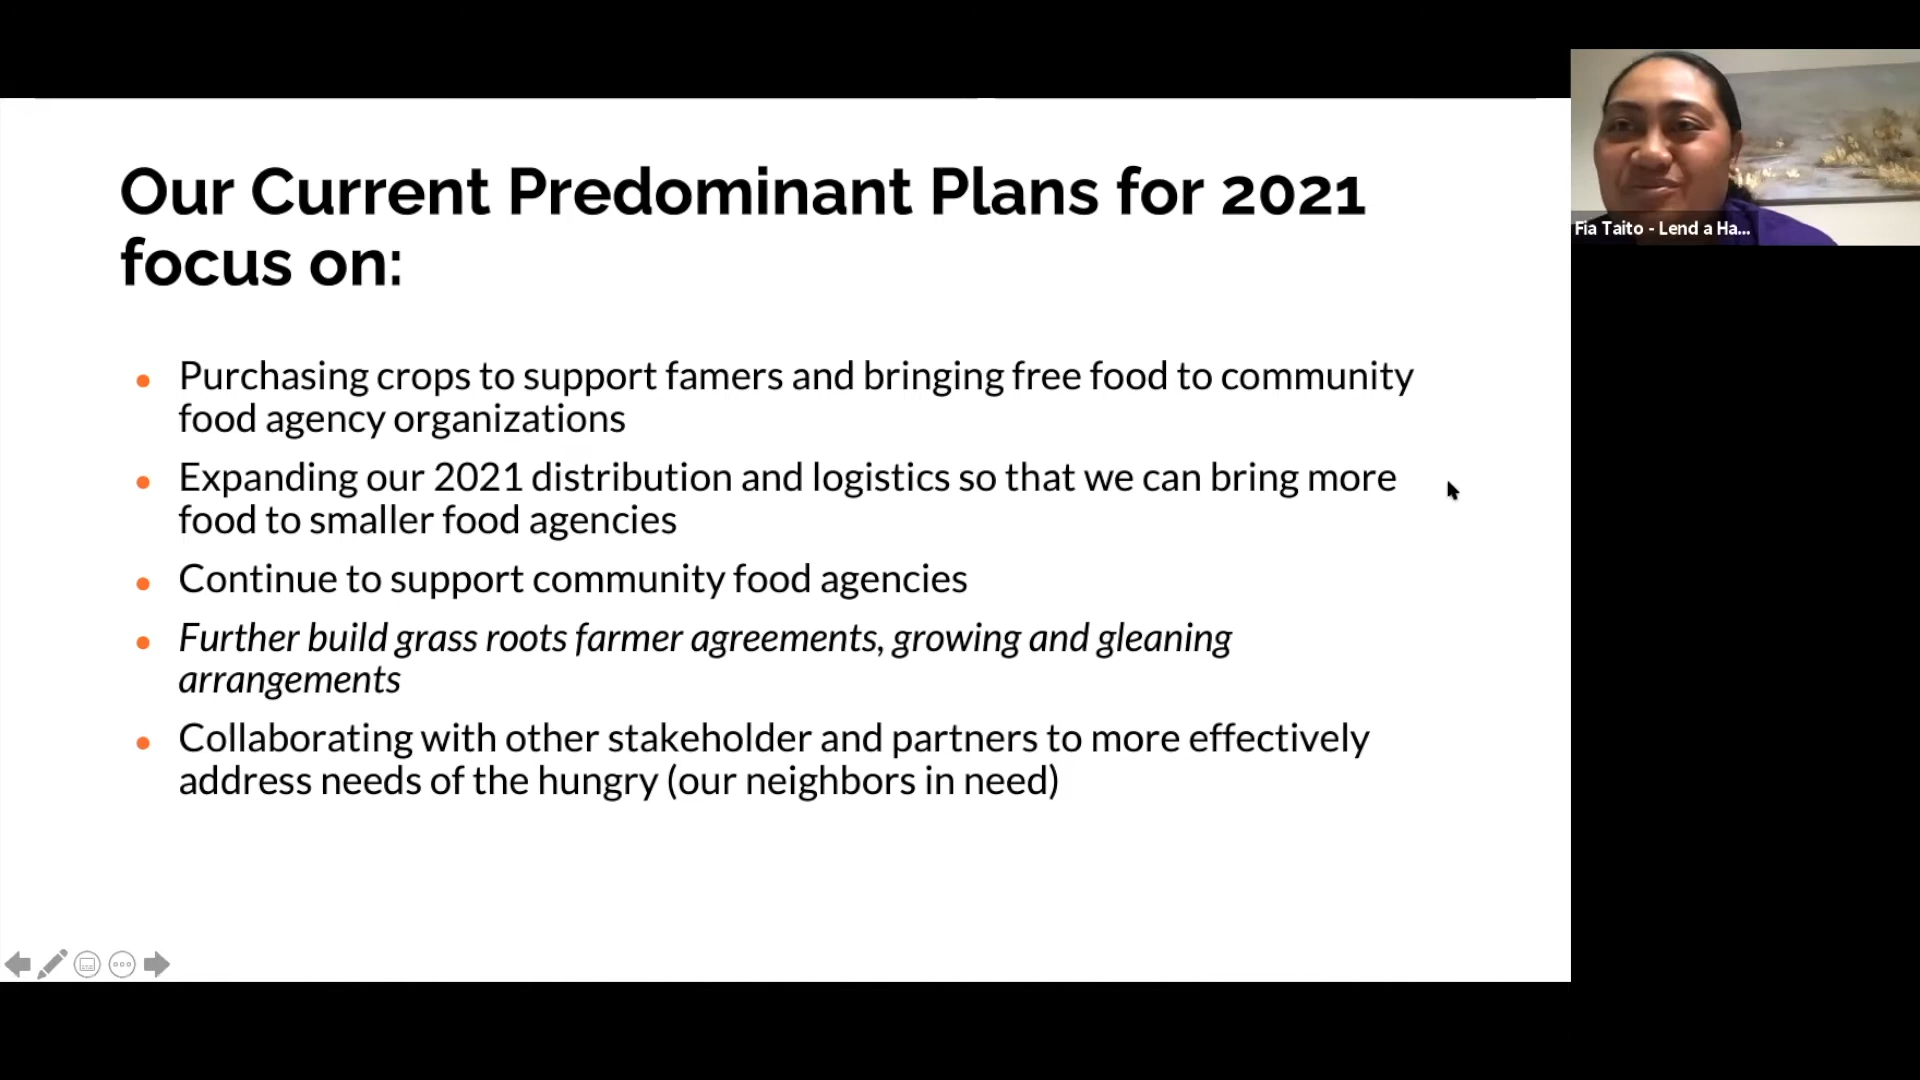 Our Current Predominant Plans for 2021
focus on:
Purchasing crops to support famers and bringing free food to community
food agency organizations
Expanding our 2021 distribution and logistics so that we can bring more
food to smaller food agencies
Continue to support community food agencies
Further build grass roots farmer agreements, growing and gleaning
arrangements
Collaborating with other stakeholder and partners to more effectively
address needs of the hungry (our neighbors in need)
Fia Taito - Lend a Ha...